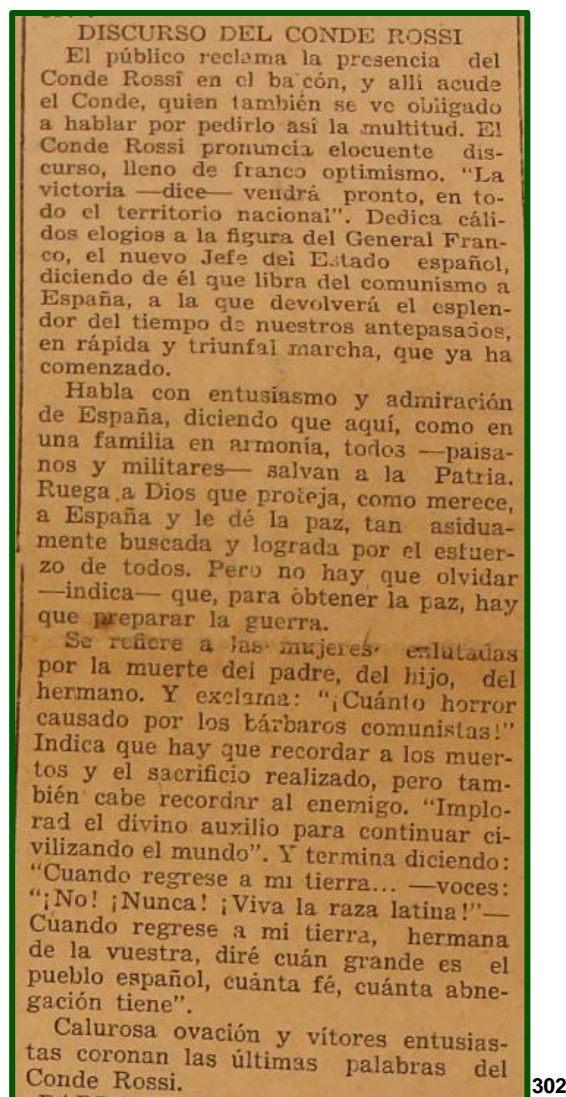 DISCURSO DEL CONDE ROSSI
El público reclama la presencia del
Conde Rossi en el bacón, y allí acude
el Conde, quien también se ve obligado
a hablar por pedirlo así la multitud. El
Conde Rossi pronuncia elocuente dis-
curso, lleno de franco optimismo. “La
victoria —dice— vendrá pronto, en to-
do el territorio nacional”. Dedica cáli-
dos elogios a la figura del General Fran-
co, el nuevo Jefe del Estado español,
diciendo de él que libra del comunismo a
España, a la que devolverá el esplen-
dor del tiempo de nuestros antepasados,
en rápida y triunfal marcha, que ya ha
comenzado.
Habla con entusiasmo y admiración
de España, diciendo que aquí, como en
una familia en armonía, todos —paisa-
nos y militares— salvan a la Patria.
Ruega a Dios que proteja, como merece,
a España y le dé la paz, tan asidua-
mente buscada y lograda por el esfuer-
zo de todos. Pero no hay que olvidar
—indica— que, para obtener la paz, hay
que preparar la guerra.
Se refiere a las mujeres enlutadas
por la muerte del padre, del hijo, del
hermano. Y exclama: “¡Cuánto horror
causado por los bárbaros comunistas!”
Indica que hay que recordar a los muer-
tos y el sacrificio realizado, pero tam-
bién cabe recordar al enemigo. “Implo-
rad el divino auxilio para continuar ci-
vilizando el mundo”. Y termina diciendo:
“Cuando regrese a mi tierra... —voces:
“¡No! ¡Nunca! ¡Viva la raza latina!”—
Cuando regrese a mi tierra, hermana
de la vuestra, diré cuán grande es el
pueblo español, cuánta fé, cuánta abne-
gación tiene”.
Calurosa ovación y vítores entusias-
tas coronan las últimas palabras del
Conde Rossi.
302